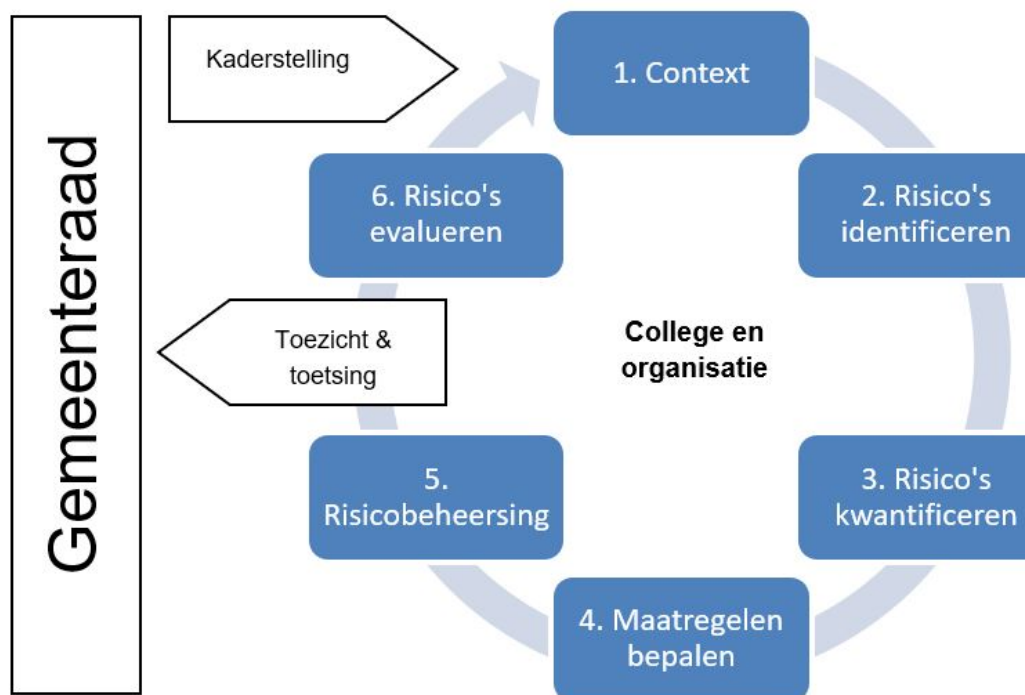 Gemeenteraad
Kaderstelling
1. Context
6. Risico's
evalueren
2. Risico's
identificeren
Toezicht &
toetsing
College en
organisatie
5.
Risicobeheersing
3. Risico's
kwantificeren
4. Maatregelen
bepalen